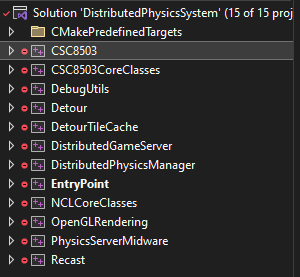 Solution 'DistributedPhysicsSystem' (15 of 15 proj
CMakePredefinedTargets
CSC8503
CSC8503CoreClasses
DebugUtils
Detour
DetourTileCache
DistributedGameServer
DistributedPhysicsManager
EntryPoint
NCLCoreClasses
OpenGLRendering
PhysicsServerMidware
Recast